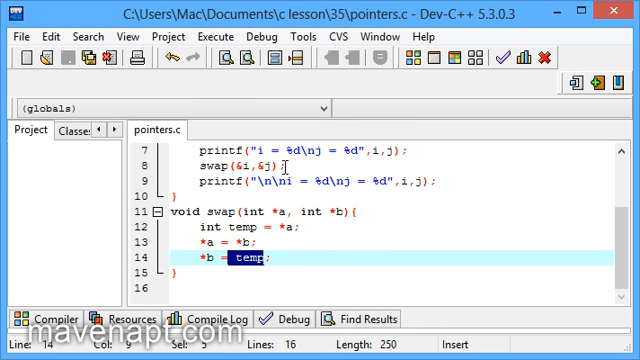 C:\Users\Mac\Documents\c lesson\35\pointers.c - Dev-C++ 5.3.0.3
File Edit Search View Project Execute Tools CVS Window Help
(globals)
Project Classes pointers.c
7 printf("i = %d\nj = %d",i,j);
8 swap(&i,&j);
9 printf("\n\ni = %d\nj = %d",i,j);
10 }
11 void swap(int *a, int *b){
12 int temp = *a;
13 *a = *b;
14 *b = temp;
15 }
16
Compiler Resources Compile Log Debug Find Results
mavenapt.com
Line: 14 Col: 9 Sel: 5 Lines: 16 Length: 250 Insert